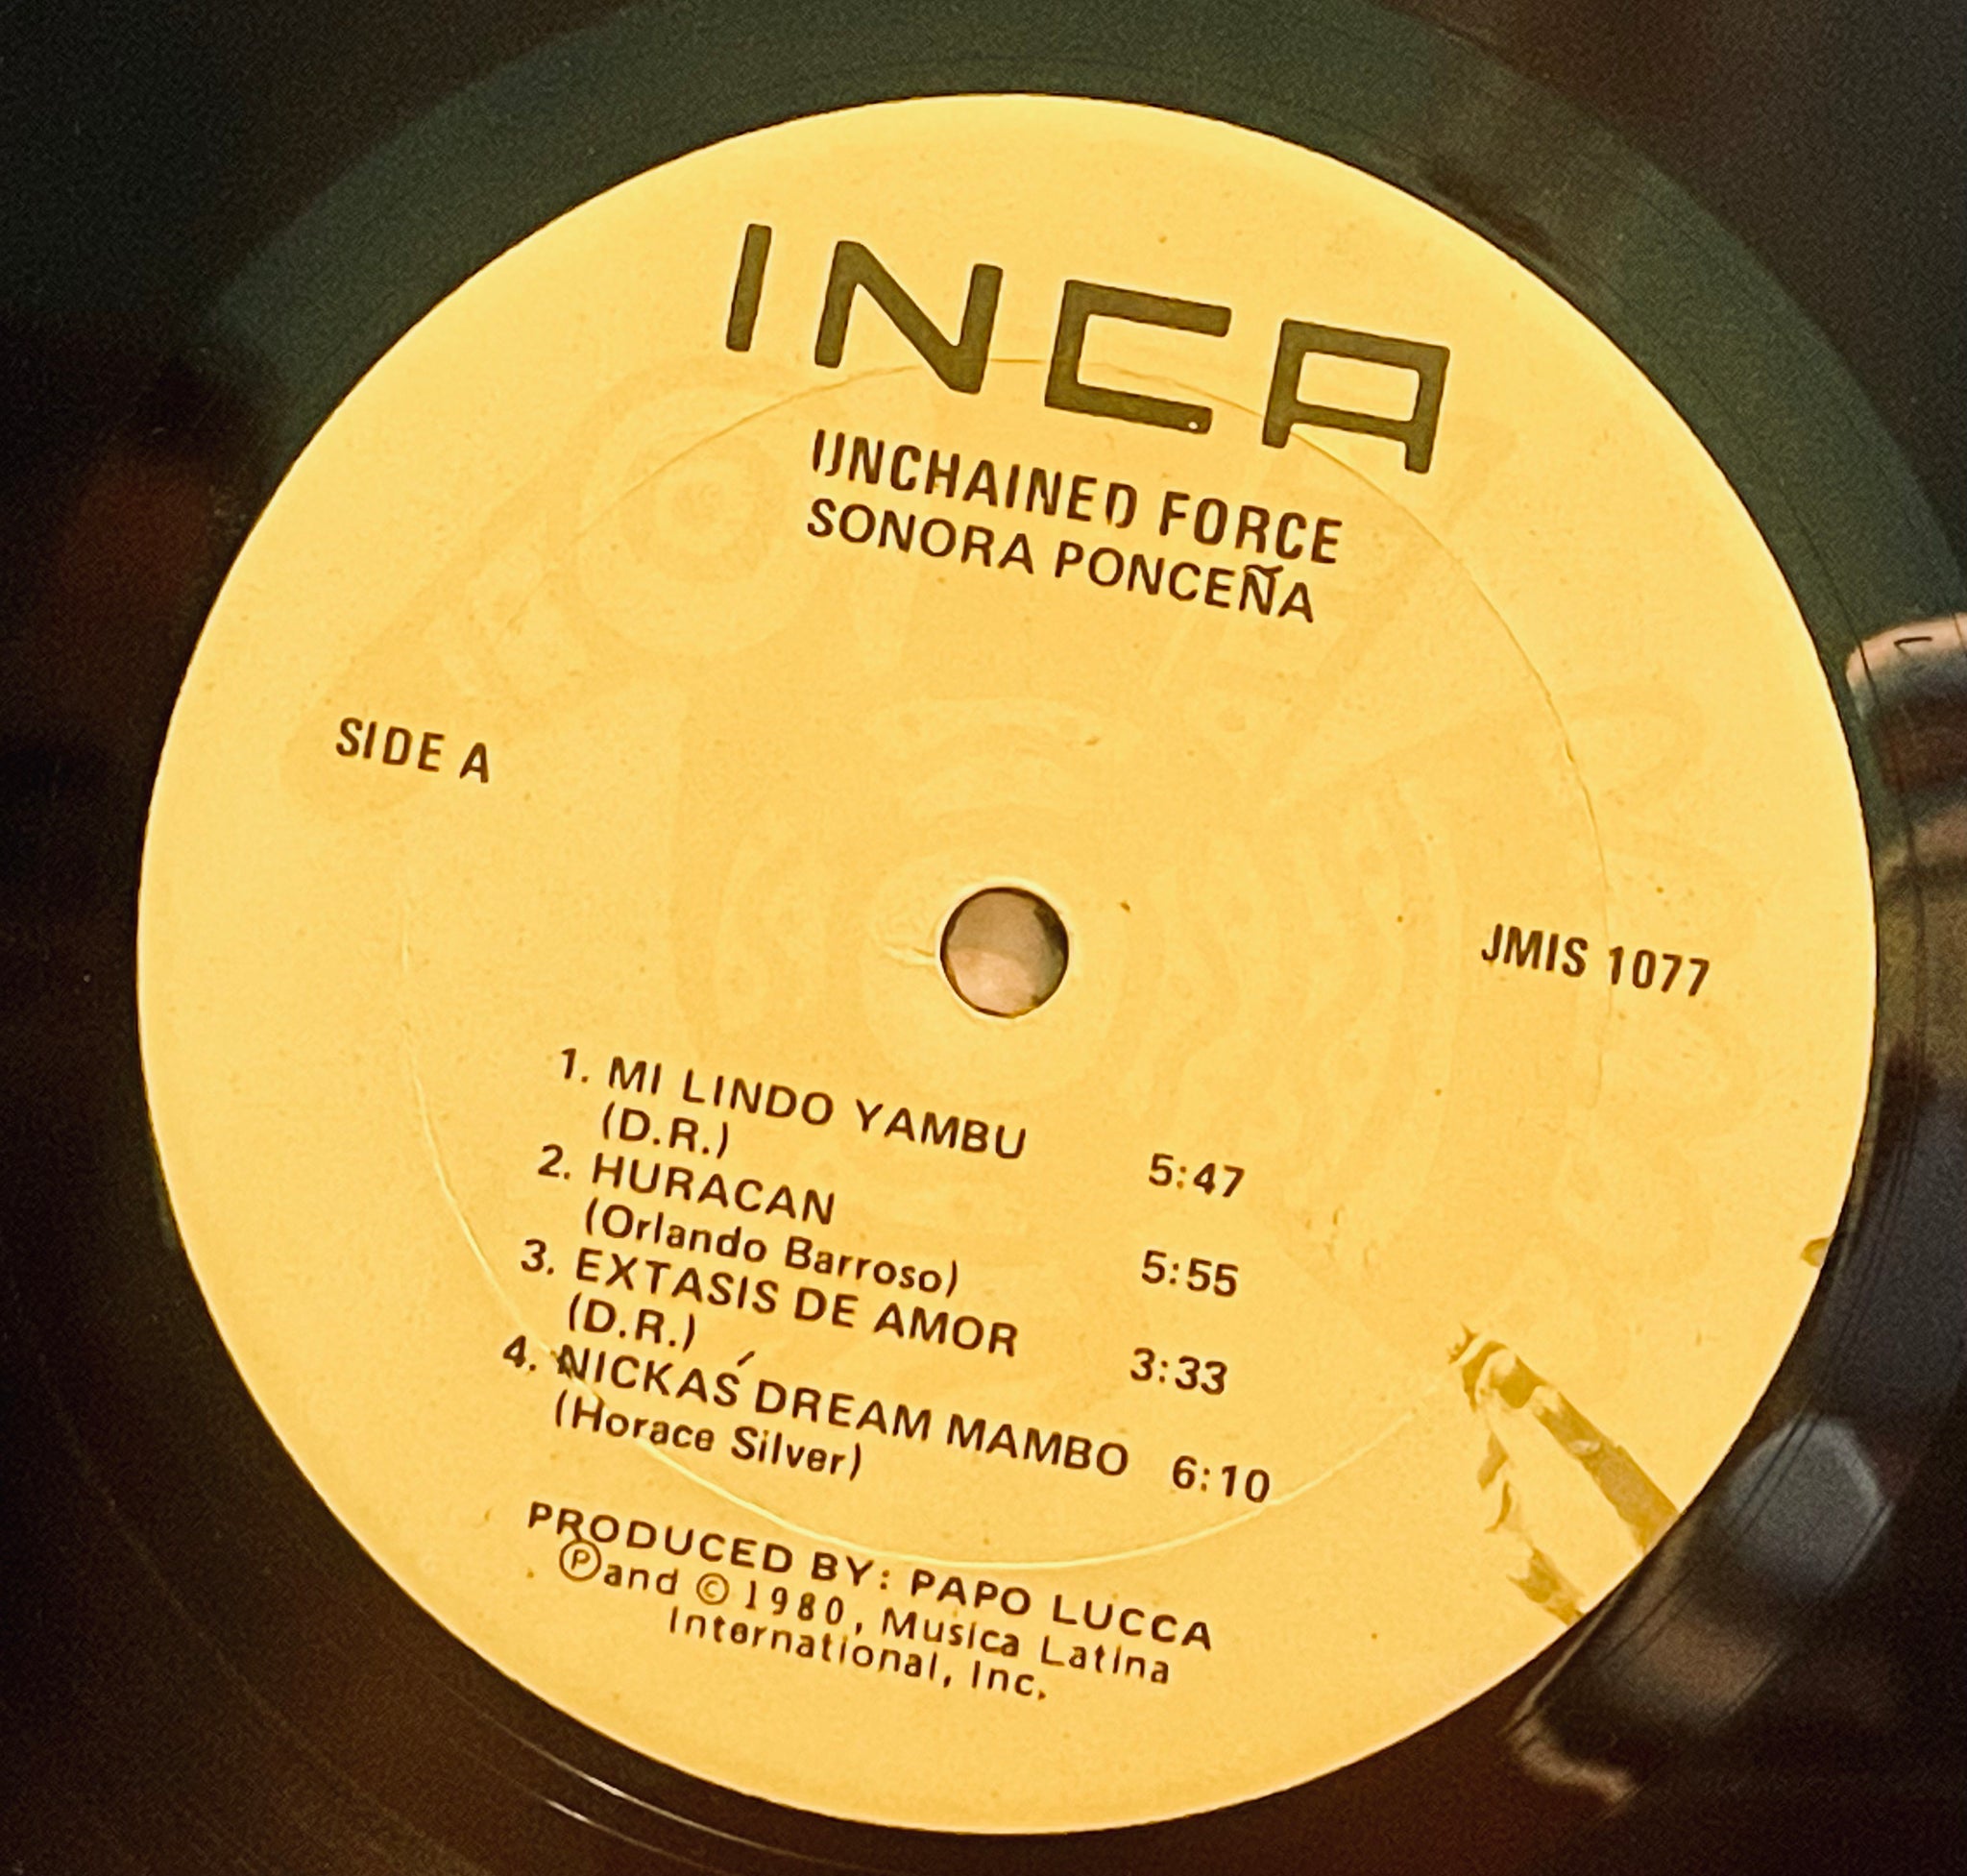 INCA
UNCHAINED FORCE
SONORA PONCEÑA
SIDE A
JMIS 1077
1. MI LINDO YAMBU 5:47
(D.R.)
2. HURACAN 5:55
(Orlando Barroso)
3. EXTASIS DE AMOR 3:33
(D.R.)
4. NICKAS´ DREAM MAMBO 6:10
(Horace Silver)
PRODUCED BY: PAPO LUCCA
Ⓟand © 1980, Musica Latina
International, Inc.